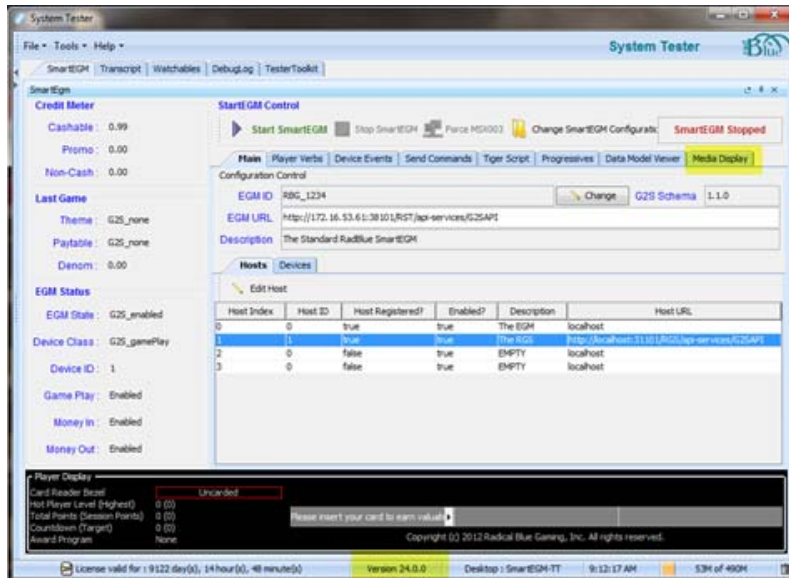 System Tester
File Tools Help
System Tester
Blue
SmartEGM Transcript Watchables DebugLog TesterToolkit
SmartEgm
Credit Meter
Cashable : 0.99
Promo : 0.00
Non-Cash : 0.00
Last Game
Theme : G2S_none
Paytable : G2S_none
Denom : 0.00
EGM Status
EGM State : G2S_enabled
Device Class : G2S_gamePlay
Device ID : 1
Game Play : Enabled
Money In : Enabled
Money Out : Enabled
StartEGM Control
Start SmartEGM Stop SmartEGM Force MSX003 Change SmartEGM Configuratic SmartEGM Stopped
Main Player Verbs Device Events Send Commands Tiger Script Progressives Data Model Viewer Media Display
Configuration Control
EGM ID RBG_1234 Change G2S Schema 1.1.0
EGM URL http://172.16.53.61:38101/RST/api-services/G2SAPI
Description The Standard RadBlue SmartEGM
Hosts Devices
Edit Host
Host Index Host ID Host Registered? Enabled? Description Host URL
0 0 true true The EGM localhost
1 1 true true The RGS http://localhost:31101/RGS/api-services/G2SAPI
2 0 false true EMPTY localhost
3 0 false true EMPTY localhost
Player Display
Card Reader Bezel Uncarded
Hot Player Level (Highest) 0 (0)
Total Points (Session Points) 0 (0)
Countdown (Target) 0 (0)
Award Program None
Please insert your card to earn valuab
Copyright (c) 2012 Radical Blue Gaming, Inc. All rights reserved.
License valid for : 9122 day(s), 14 hour(s), 48 minute(s) Version 24.0.0 Desktop : SmartEGM-TT 9:12:17 AM 53M of 490M